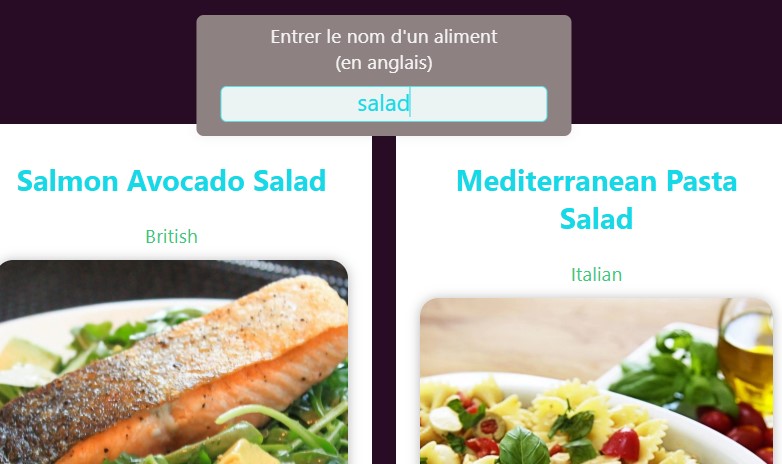 Entrer le nom d'un aliment
(en anglais)
salad
Salmon Avocado Salad
British
Mediterranean Pasta
Salad
Italian